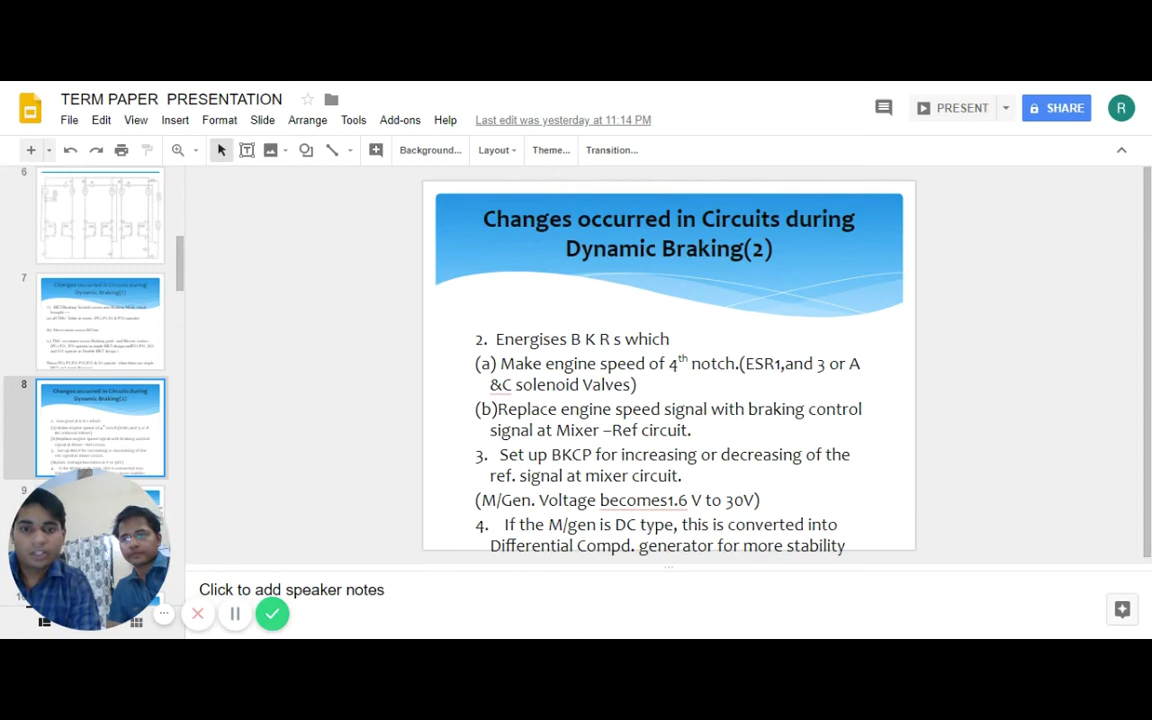 TERM PAPER PRESENTATION
File Edit View Insert Format Slide Arrange Tools Add-ons Help Last edit was yesterday at 11:14 PM
PRESENT
SHARE
R
Background...
Layout
Theme...
Transition...
6
7
8
9
Changes occurred in Circuits during
Dynamic Braking(2)
2. Energises B K R s which
(a) Make engine speed of 4th notch.(ESR1,and 3 or A
&C solenoid Valves)
(b)Replace engine speed signal with braking control
signal at Mixer –Ref circuit.
3. Set up BKCP for increasing or decreasing of the
ref. signal at mixer circuit.
(M/Gen. Voltage becomes1.6 V to 30V)
4. If the M/gen is DC type, this is converted into
Differential Compd. generator for more stability
Click to add speaker notes